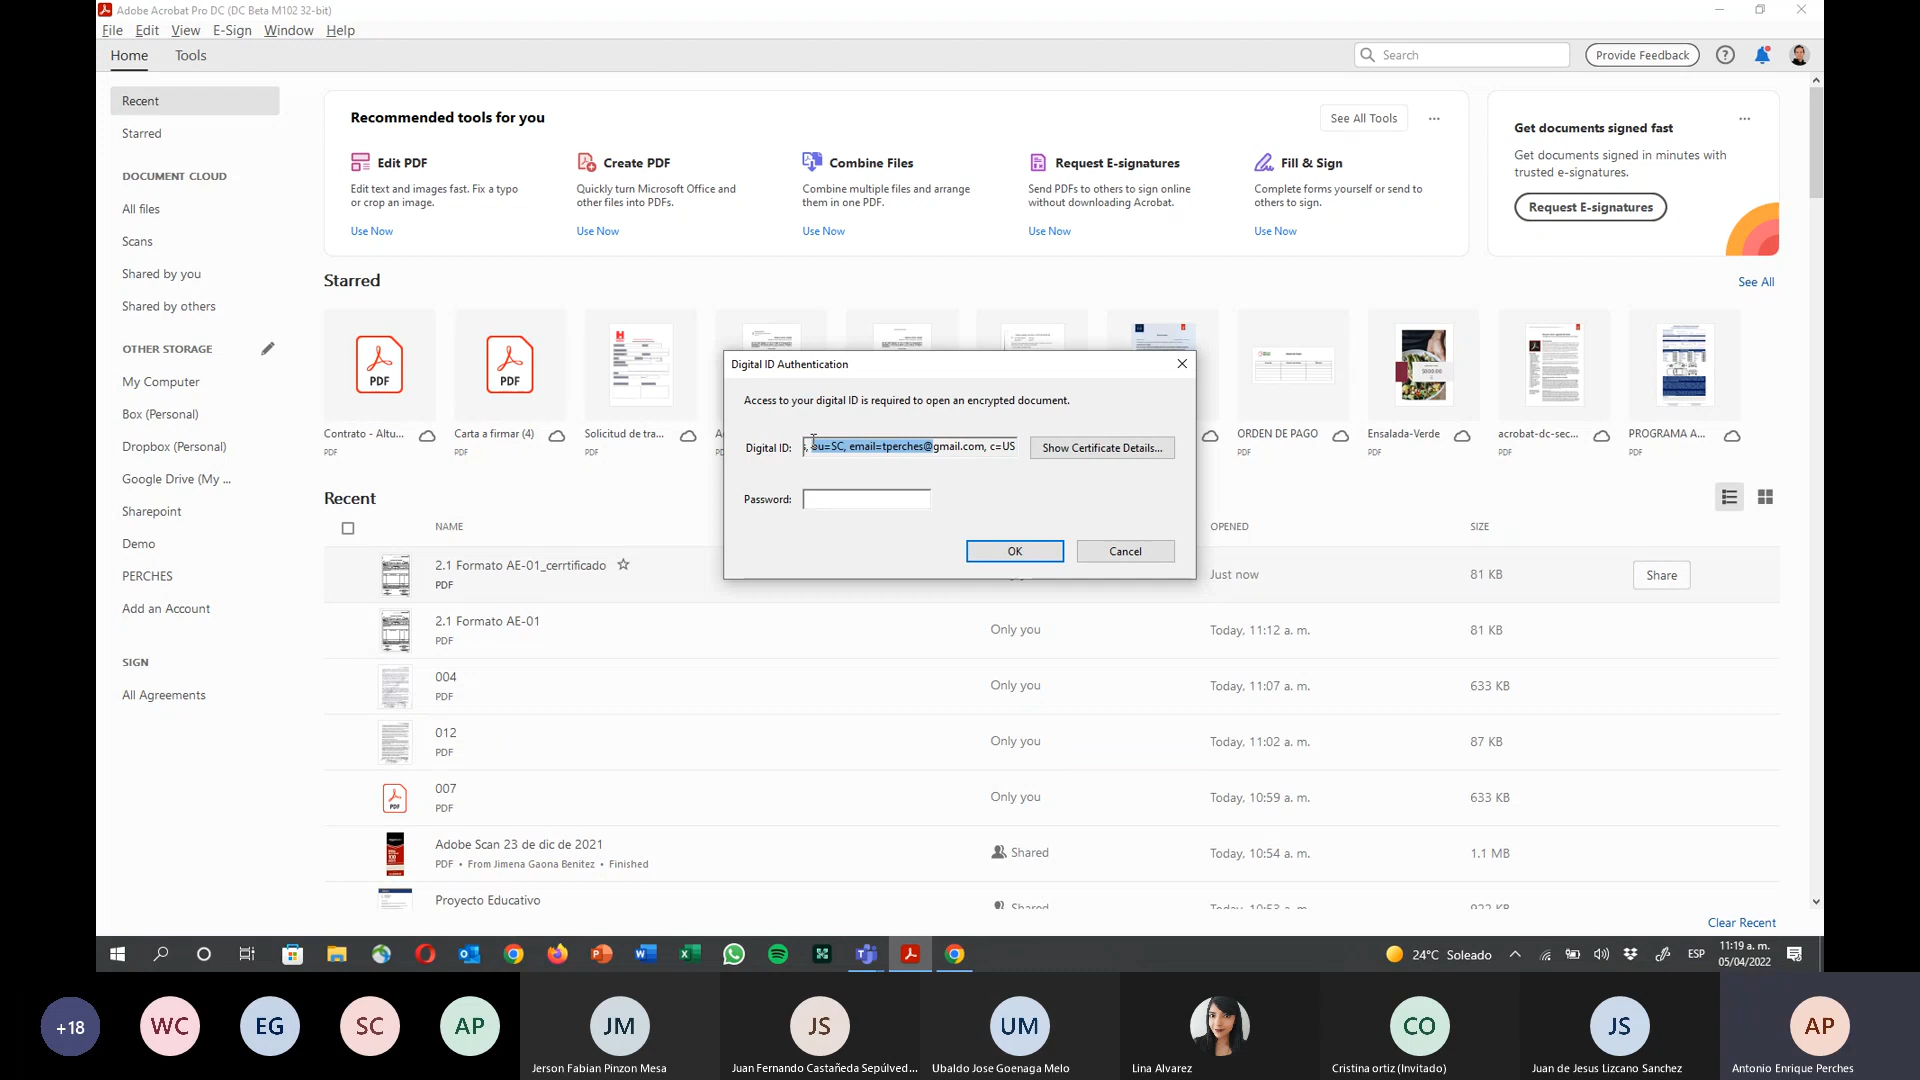 Adobe Acrobat Pro DC (DC Beta M102 32-bit)
File Edit View E-Sign Window Help
Home Tools
Search
Provide Feedback
Recent
Starred
DOCUMENT CLOUD
All files
Scans
Shared by you
Shared by others
OTHER STORAGE
My Computer
Box (Personal)
Dropbox (Personal)
Google Drive (My ...
Sharepoint
Demo
PERCHES
Add an Account
SIGN
All Agreements
Recommended tools for you
See All Tools
Edit PDF
Edit text and images fast. Fix a typo
or crop an image.
Use Now
Create PDF
Quickly turn Microsoft Office and
other files into PDFs.
Use Now
Combine Files
Combine multiple files and arrange
them in one PDF.
Use Now
Request E-signatures
Send PDFs to others to sign online
without downloading Acrobat.
Use Now
Fill & Sign
Complete forms yourself or send to
others to sign.
Use Now
Get documents signed fast
Get documents signed in minutes with
trusted e-signatures.
Request E-signatures
Starred
See All
PDF
Contrato - Altu...
PDF
PDF
Carta a firmar (4)
PDF
Solicitud de tra...
PDF
ORDEN DE PAGO
PDF
Ensalada-Verde
PDF
acrobat-dc-sec...
PDF
PROGRAMA A...
PDF
Digital ID Authentication
Access to your digital ID is required to open an encrypted document.
Digital ID: s, ou=SC, email=tperches@gmail.com, c=US
Show Certificate Details...
Password:
OK Cancel
Recent
NAME OPENED SIZE
2.1 Formato AE-01_cerrtificado
PDF
Just now 81 KB Share
2.1 Formato AE-01
PDF
Only you Today, 11:12 a. m. 81 KB
004
PDF
Only you Today, 11:07 a. m. 633 KB
012
PDF
Only you Today, 11:02 a. m. 87 KB
PDF
007
PDF
Only you Today, 10:59 a. m. 633 KB
Adobe Scan 23 de dic de 2021
PDF • From Jimena Gaona Benitez • Finished
Shared Today, 10:54 a. m. 1.1 MB
Proyecto Educativo
Shared Today, 10:53 a. m. 922 KB
Clear Recent
24°C Soleado
ESP
11:19 a. m.
05/04/2022
+18 WC EG SC AP JM JS UM CO JS AP
Jerson Fabian Pinzon Mesa
Juan Fernando Castañeda Sepúlved...
Ubaldo Jose Goenaga Melo
Lina Alvarez
Cristina ortiz (Invitado)
Juan de Jesus Lizcano Sanchez
Antonio Enrique Perches